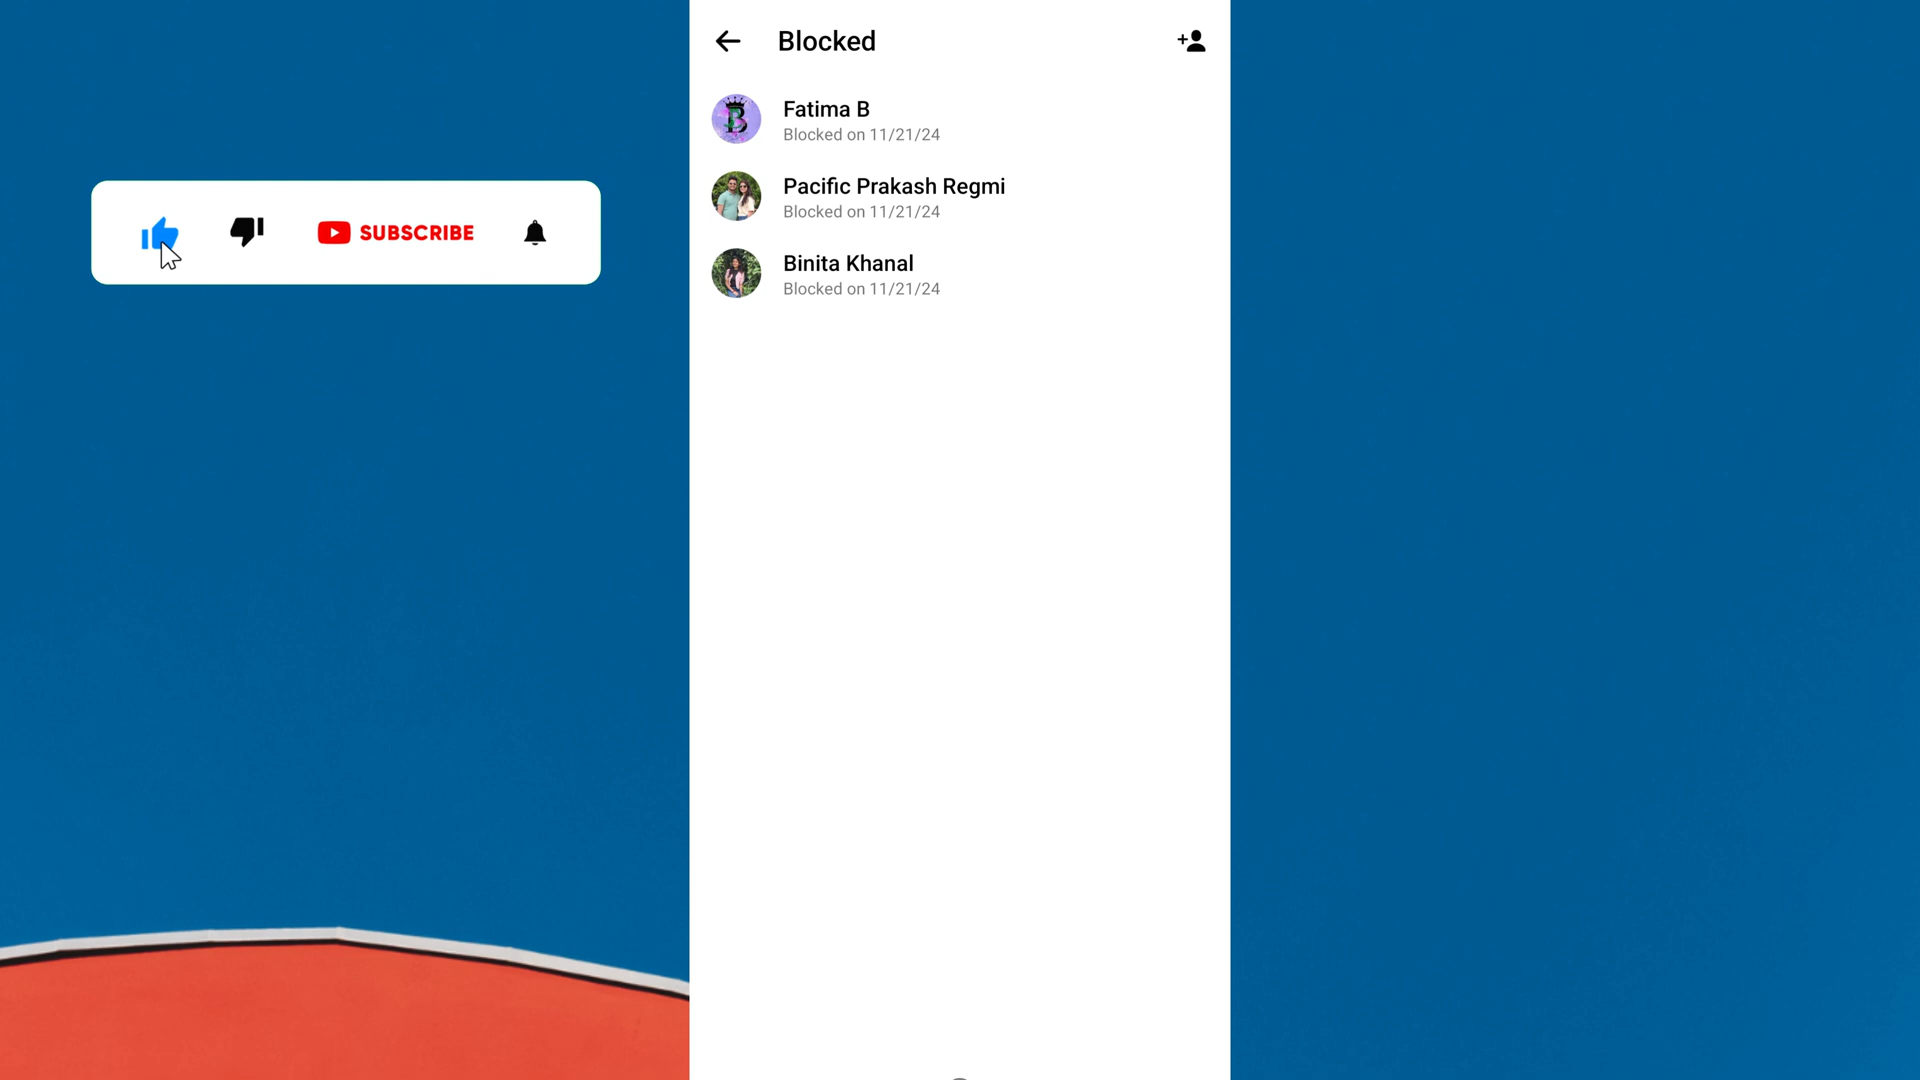 Blocked
Fatima B
Blocked on 11/21/24
Pacific Prakash Regmi
Blocked on 11/21/24
Binita Khanal
Blocked on 11/21/24
SUBSCRIBE
B